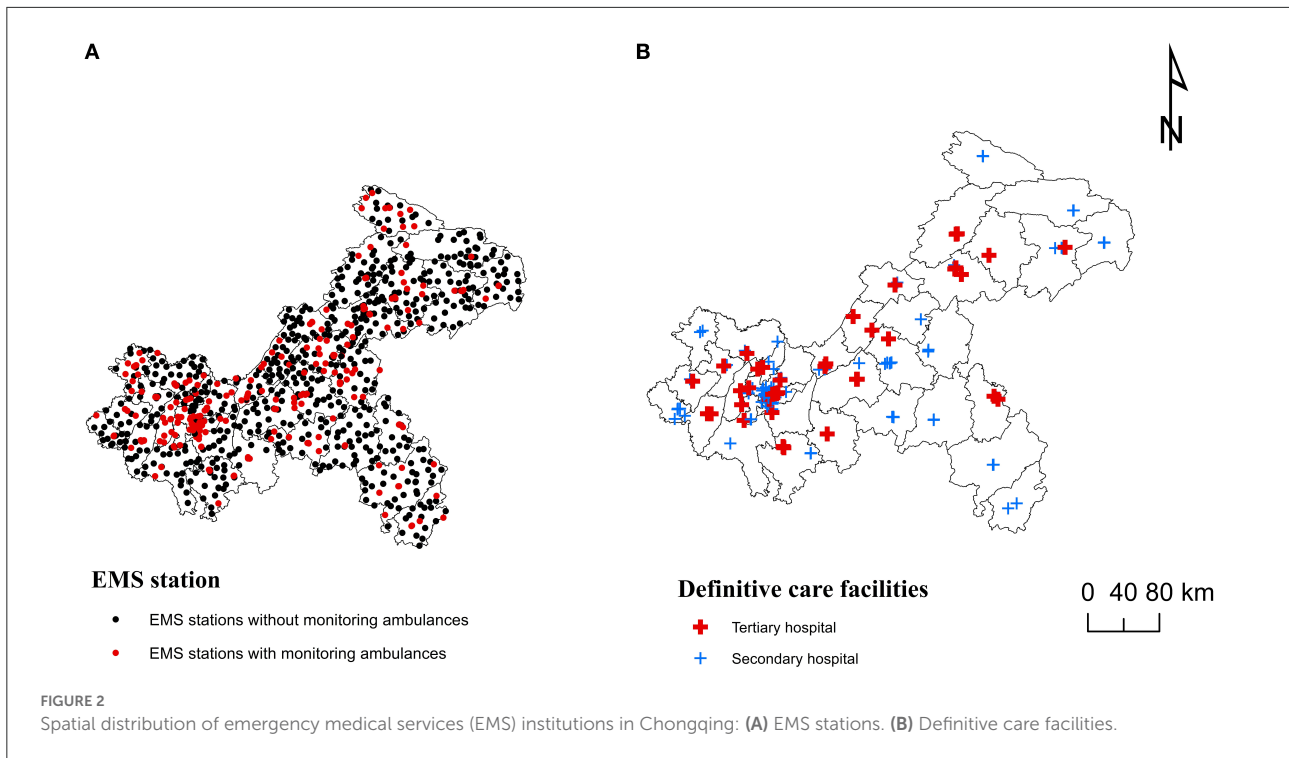 A
B
N
EMS station
EMS stations without monitoring ambulances
EMS stations with monitoring ambulances
Definitive care facilities
Tertiary hospital
Secondary hospital
0 40 80 km
FIGURE 2
Spatial distribution of emergency medical services (EMS) institutions in Chongqing: (A) EMS stations. (B) Definitive care facilities.